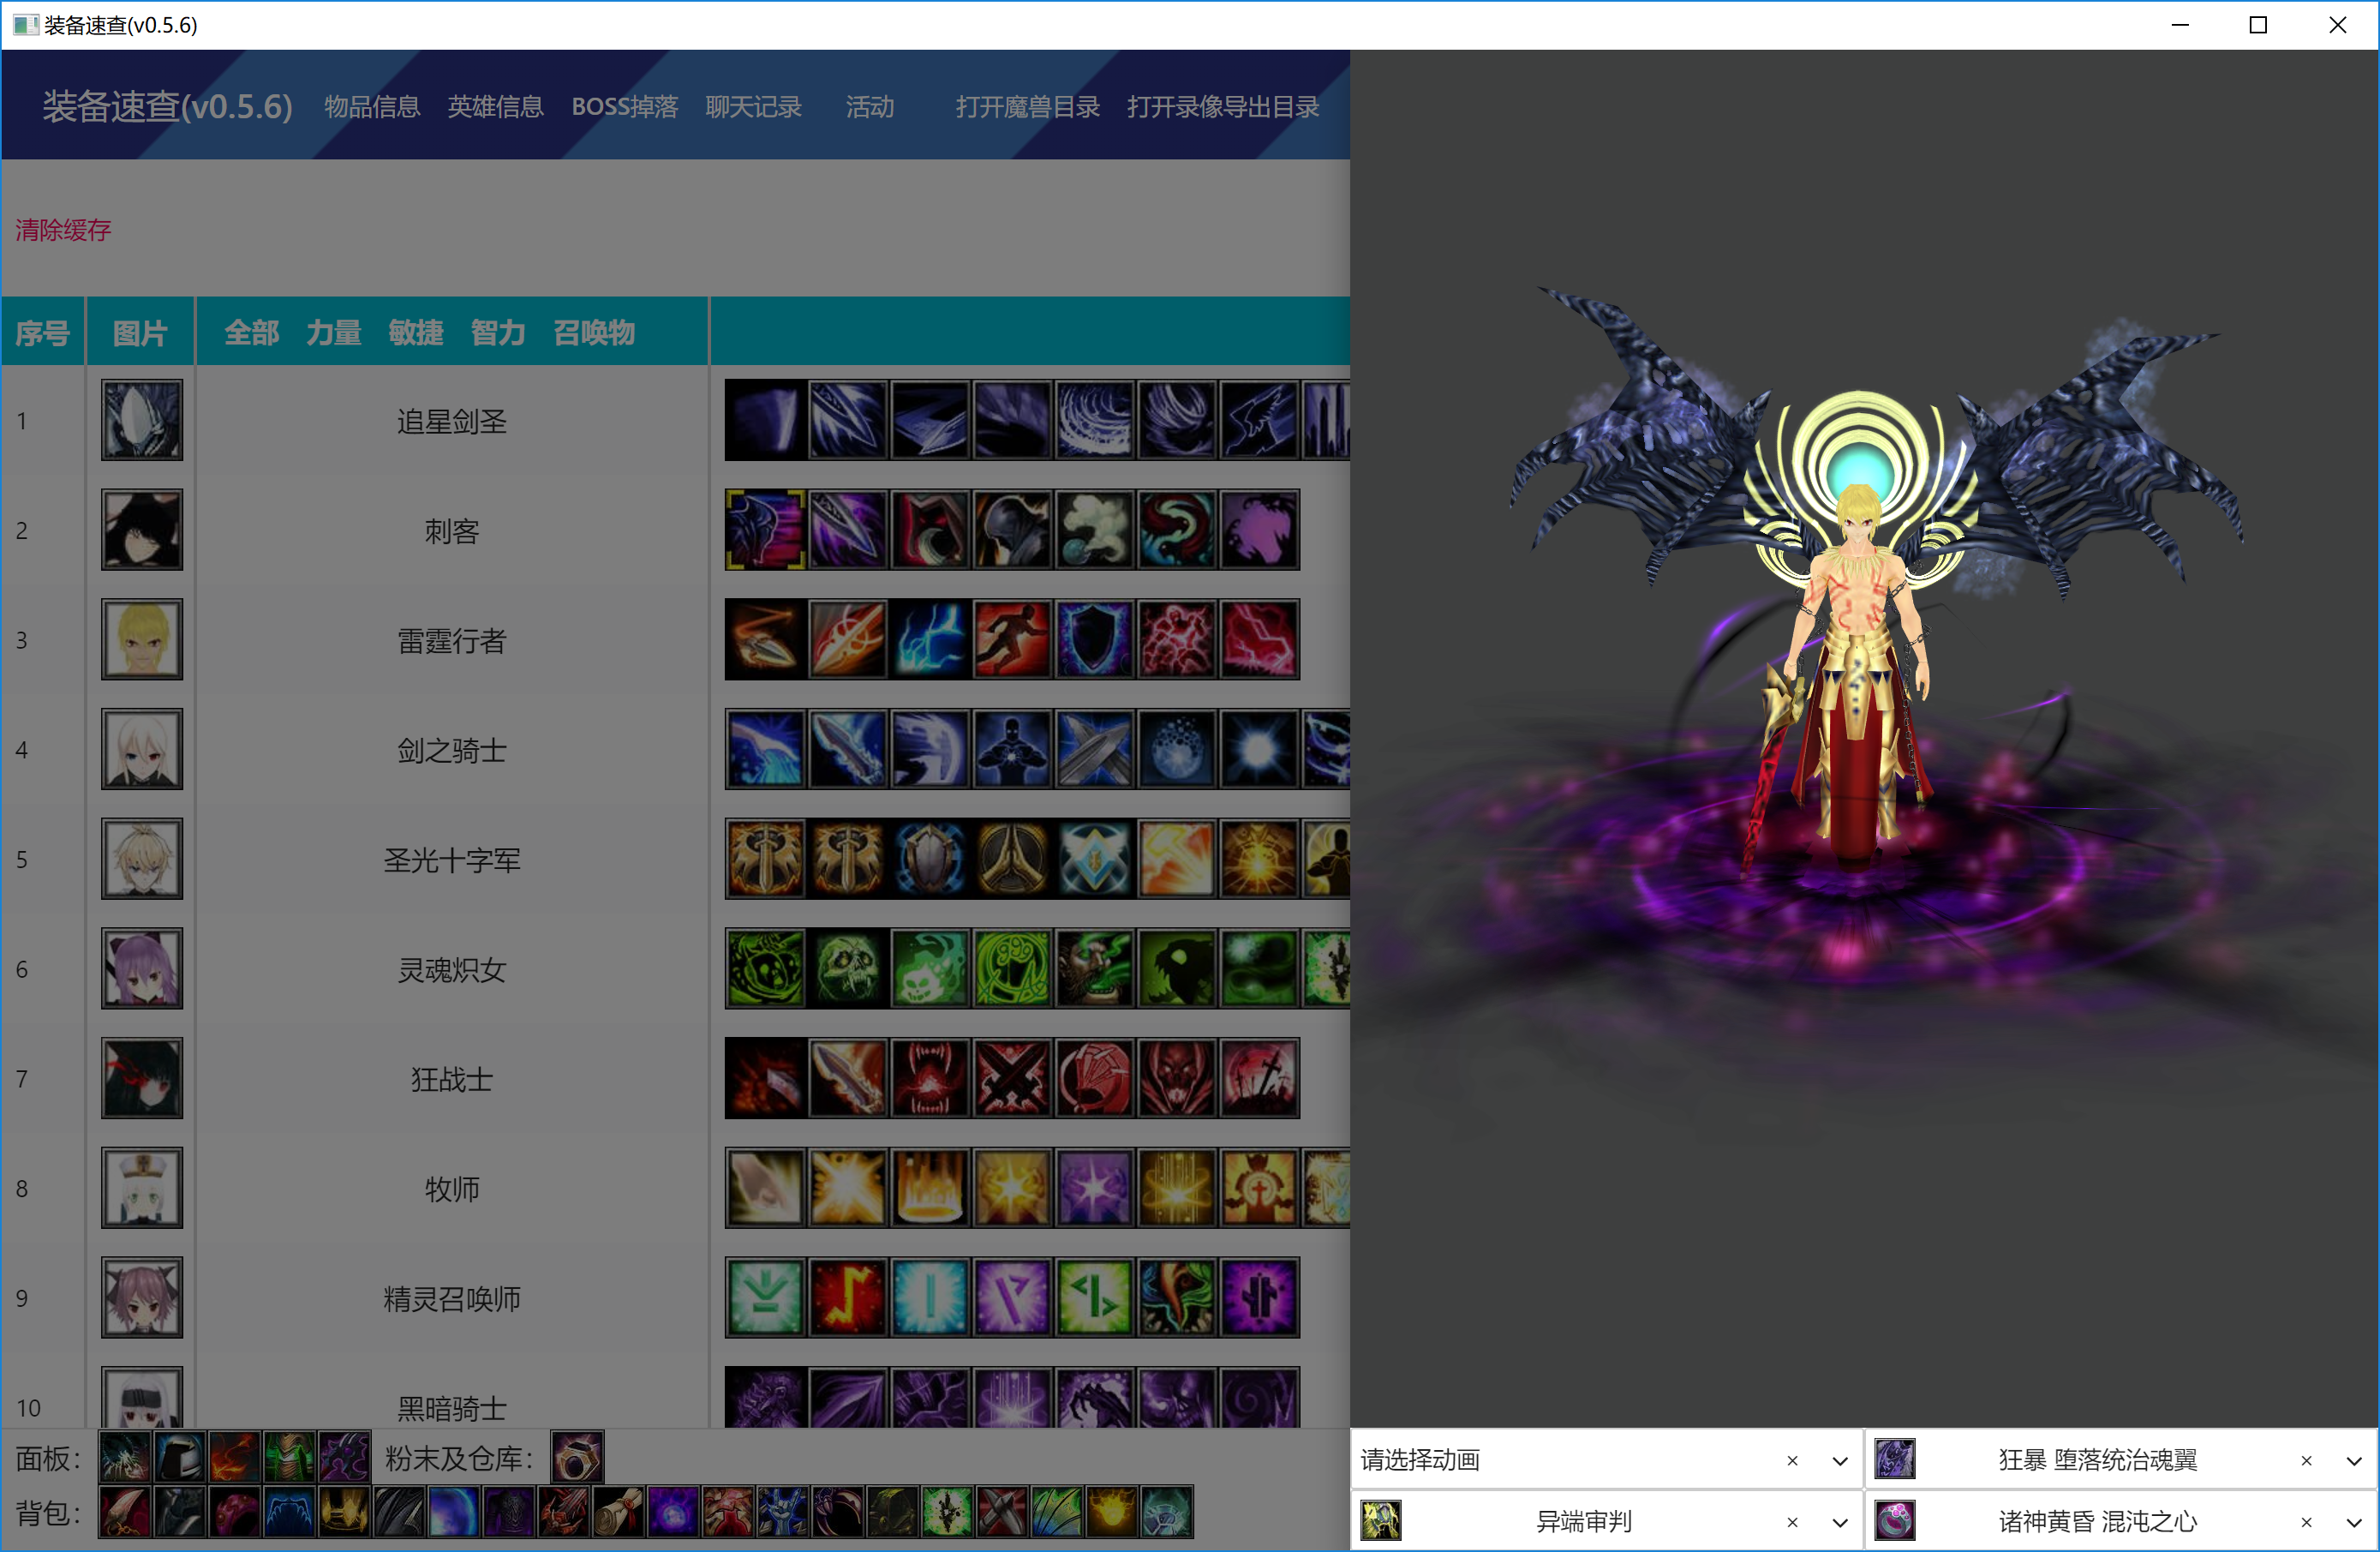 装备速查(v0.5.6)
装备速查(v0.5.6) 物品信息 英雄信息 BOSS掉落 聊天记录 活动 打开魔兽目录 打开录像导出目录
清除缓存
序号 图片 全部 力量 敏捷 智力 召唤物
1 追星剑圣
2 刺客
3 雷霆行者
4 剑之骑士
5 圣光十字军
6 灵魂炽女
7 狂战士
8 牧师
9 精灵召唤师
10 黑暗骑士
面板： 粉末及仓库：
背包：
请选择动画 狂暴 堕落统治魂翼
异端审判 诸神黄昏 混沌之心